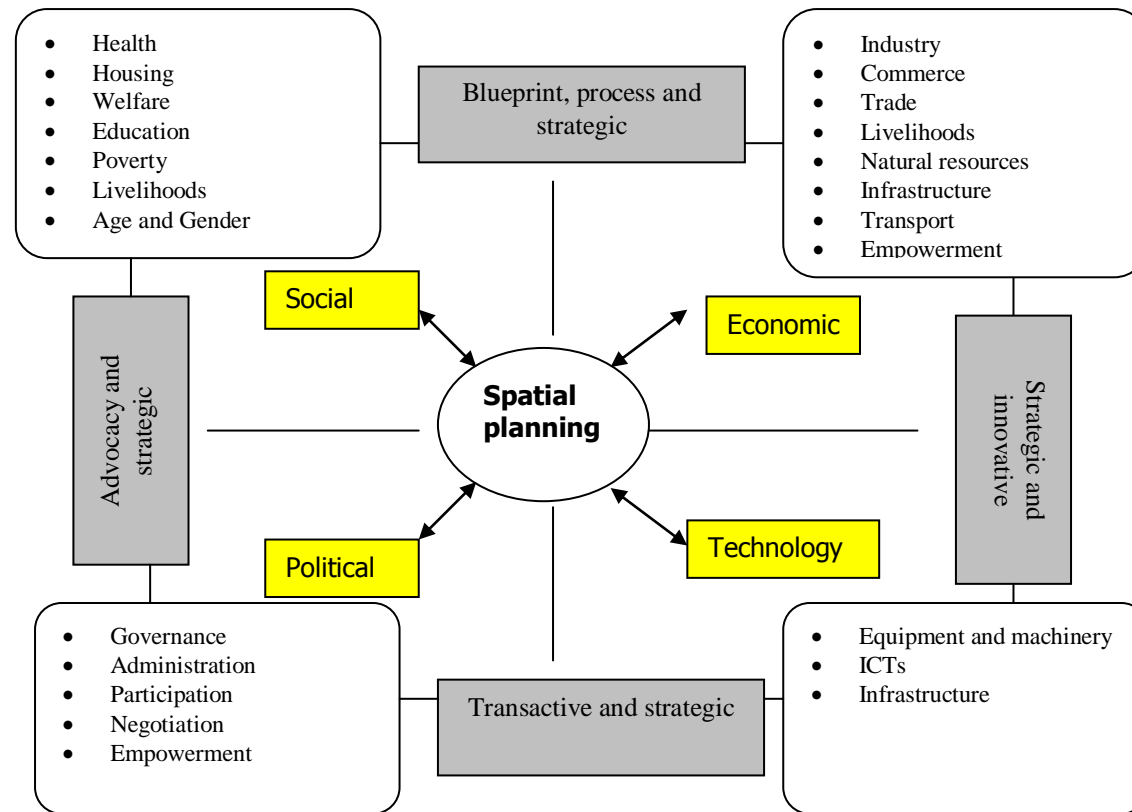 Health
Housing
Welfare
Education
Poverty
Livelihoods
Age and Gender
Blueprint, process and
strategic
Industry
Commerce
Trade
Livelihoods
Natural resources
Infrastructure
Transport
Empowerment
Social
Economic
Advocacy and
strategic
Spatial
planning
Strategic and
innovative
Political
Technology
Governance
Administration
Participation
Negotiation
Empowerment
Transactive and strategic
Equipment and machinery
ICTs
Infrastructure